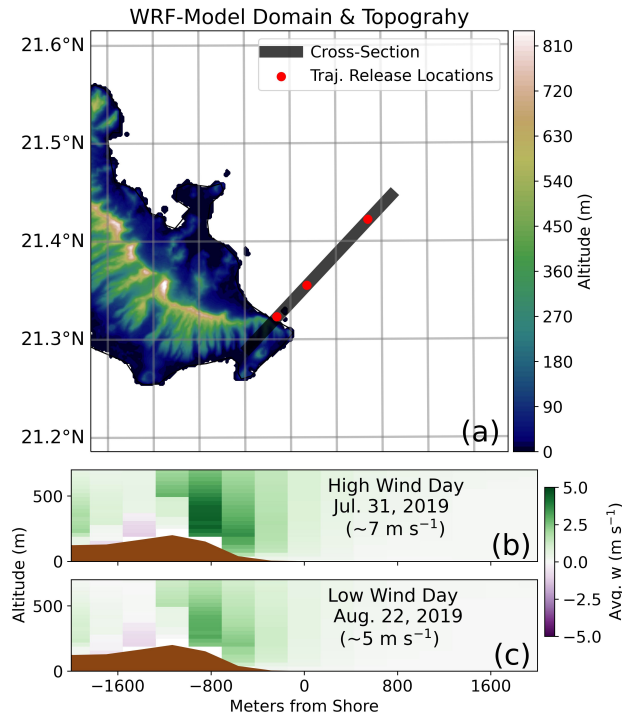 WRF-Model Domain & Topograhy
21.6°N
21.5°N
21.4°N
21.3°N
21.2°N
Cross-Section
Traj. Release Locations
(a)
810
720
630
540
450
360
270
180
90
0
Altitude (m)
500
0
High Wind Day
Jul. 31, 2019
(~7 m s⁻¹)
(b)
500
0
Low Wind Day
Aug. 22, 2019
(~5 m s⁻¹)
(c)
Altitude (m)
−1600
−800
0
800
1600
Meters from Shore
5.0
2.5
0.0
−2.5
−5.0
Avg. w (m s⁻¹)